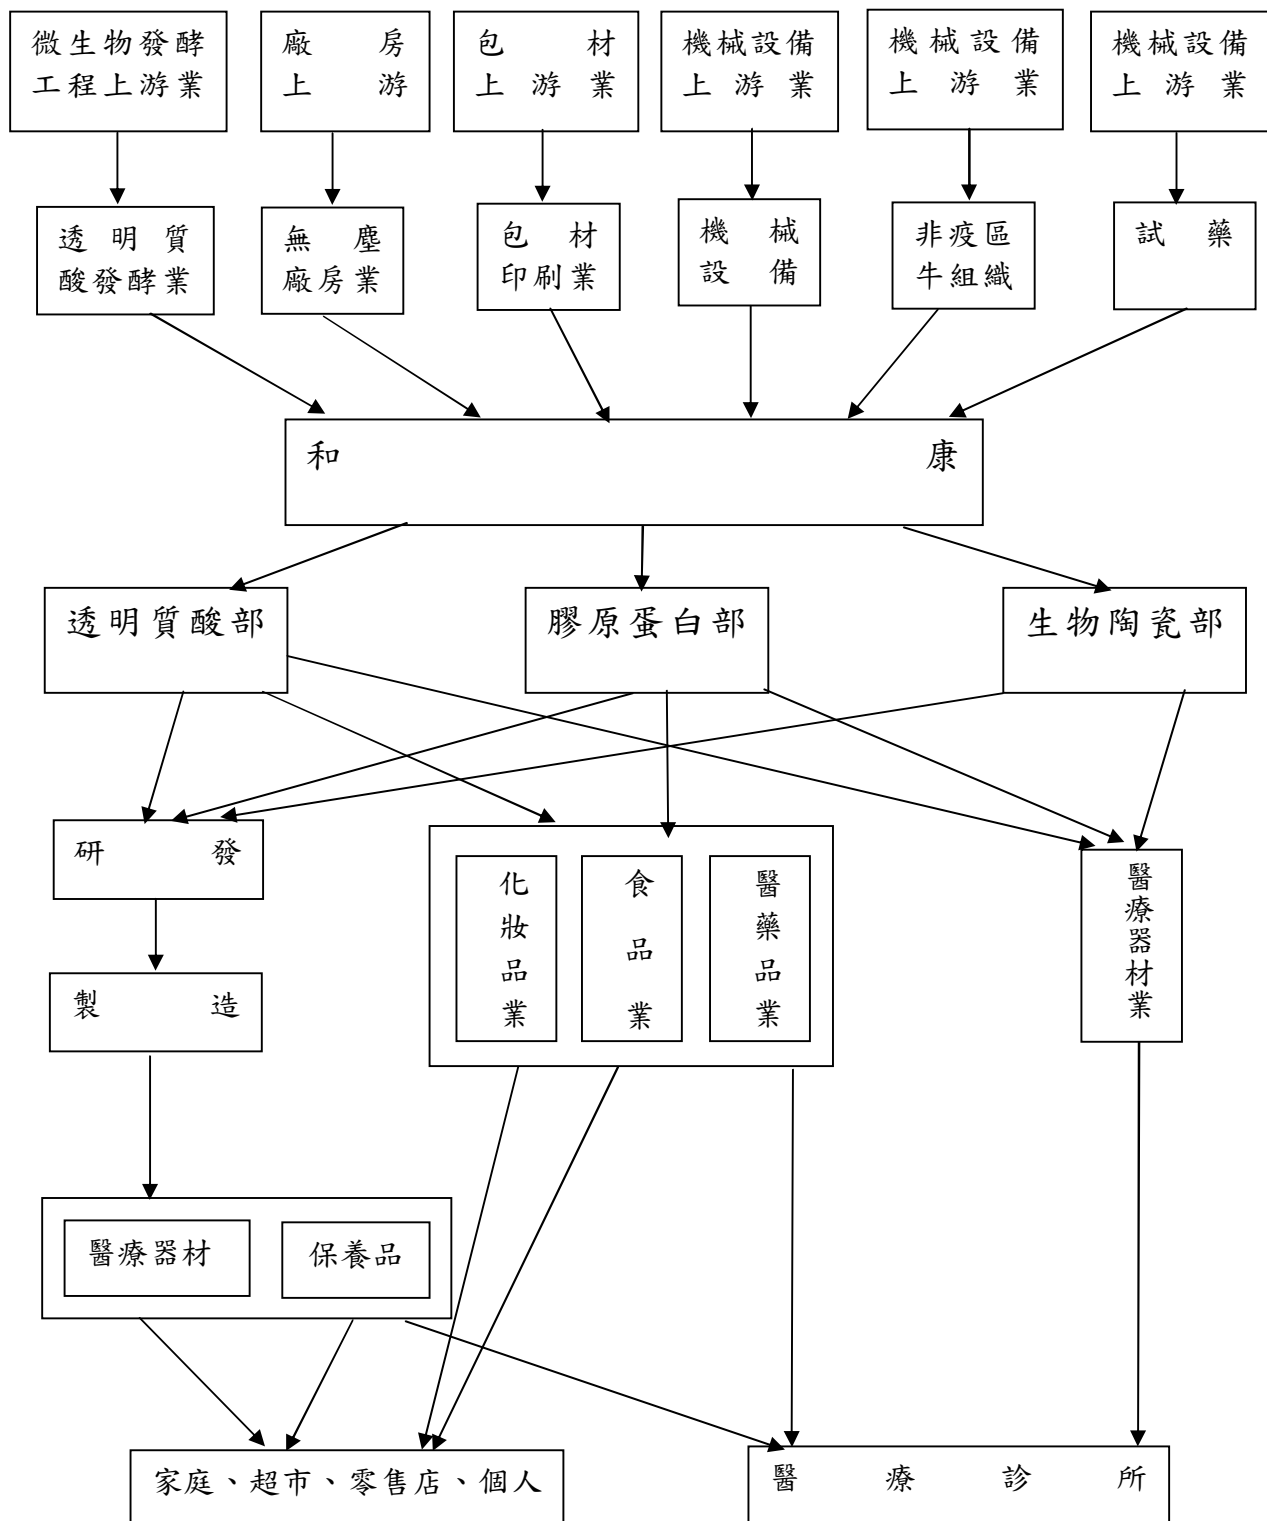 微生物發酵
工程上游業
廠房
上游
包材
上游業
機械設備
上游業
機械設備
上游業
機械設備
上游業
透明質
酸發酵業
無塵
廠房業
包材
印刷業
機械
設備
非疫區
牛組織
試藥
和康
透明質酸部
膠原蛋白部
生物陶瓷部
研發
化妝品業
食品業
醫藥品業
醫療器材業
製造
醫療器材
保養品
家庭、超市、零售店、個人
醫療診所